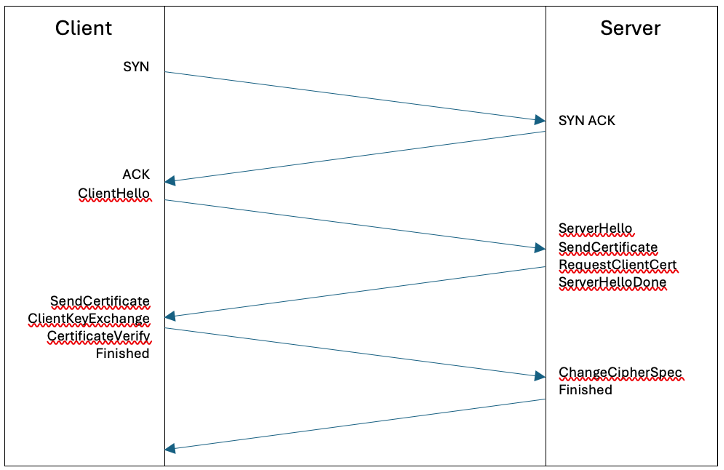 Client
Server
SYN
SYN ACK
ACK
ClientHello
ServerHello
SendCertificate
RequestClientCert
ServerHelloDone
SendCertificate
ClientKeyExchange
CertificateVerify
Finished
ChangeCipherSpec
Finished